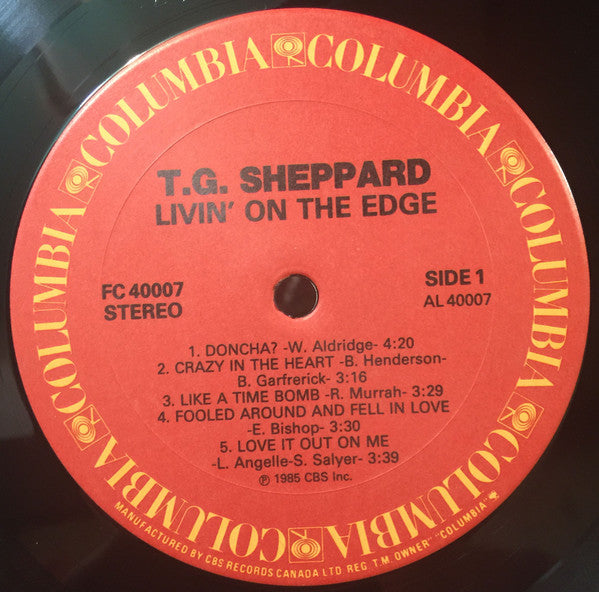 COLUMBIA COLUMBIA COLUMBIA COLUMBIA COLUMBIA COLUMBIA
T.G. SHEPPARD
LIVIN' ON THE EDGE
FC 40007
STEREO
SIDE 1
AL 40007
1. DONCHA? -W. Aldridge- 4:20
2. CRAZY IN THE HEART -B. Henderson-
B. Garfrerick- 3:16
3. LIKE A TIME BOMB -R. Murrah- 3:29
4. FOOLED AROUND AND FELL IN LOVE
-E. Bishop- 3:30
5. LOVE IT OUT ON ME
-L. Angelle-S. Salyer- 3:39
℗ 1985 CBS Inc.
MANUFACTURED BY CBS RECORDS CANADA LTD REG T.M. OWNER "COLUMBIA"